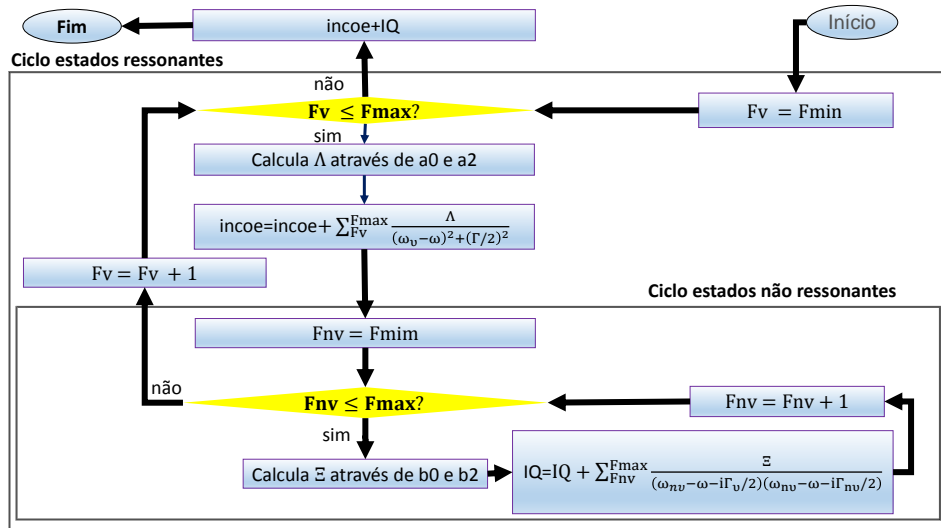 Fim
incoe+IQ
Início
Ciclo estados ressonantes
não
Fv ≤ Fmax?
Fv = Fmin
sim
Calcula Λ através de a0 e a2
incoe=incoe+ ∑_{Fv}^{Fmax} Λ/((ω_υ−ω)²+(Γ/2)²)
Fv = Fv + 1
Ciclo estados não ressonantes
Fnv = Fmim
não
Fnv ≤ Fmax?
Fnv = Fnv + 1
sim
Calcula Ξ através de b0 e b2
IQ=IQ + ∑_{Fnv}^{Fmax} Ξ/((ω_{nυ}−ω−iΓ_υ/2)(ω_{nυ}−ω−iΓ_{nυ}/2)